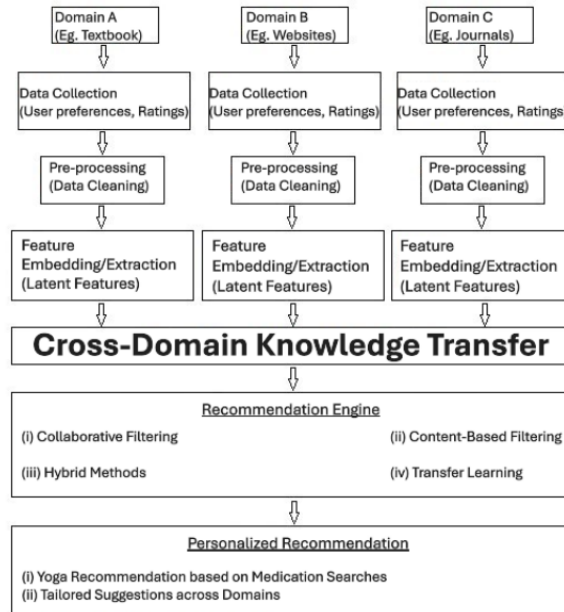 Domain A
(Eg. Textbook)
Domain B
(Eg. Websites)
Domain C
(Eg. Journals)
Data Collection
(User preferences, Ratings)
Data Collection
(User preferences, Ratings)
Data Collection
(User preferences, Ratings)
Pre-processing
(Data Cleaning)
Pre-processing
(Data Cleaning)
Pre-processing
(Data Cleaning)
Feature
Embedding/Extraction
(Latent Features)
Feature
Embedding/Extraction
(Latent Features)
Feature
Embedding/Extraction
(Latent Features)
Cross-Domain Knowledge Transfer
Recommendation Engine
(i) Collaborative Filtering
(ii) Content-Based Filtering
(iii) Hybrid Methods
(iv) Transfer Learning
Personalized Recommendation
(i) Yoga Recommendation based on Medication Searches
(ii) Tailored Suggestions across Domains